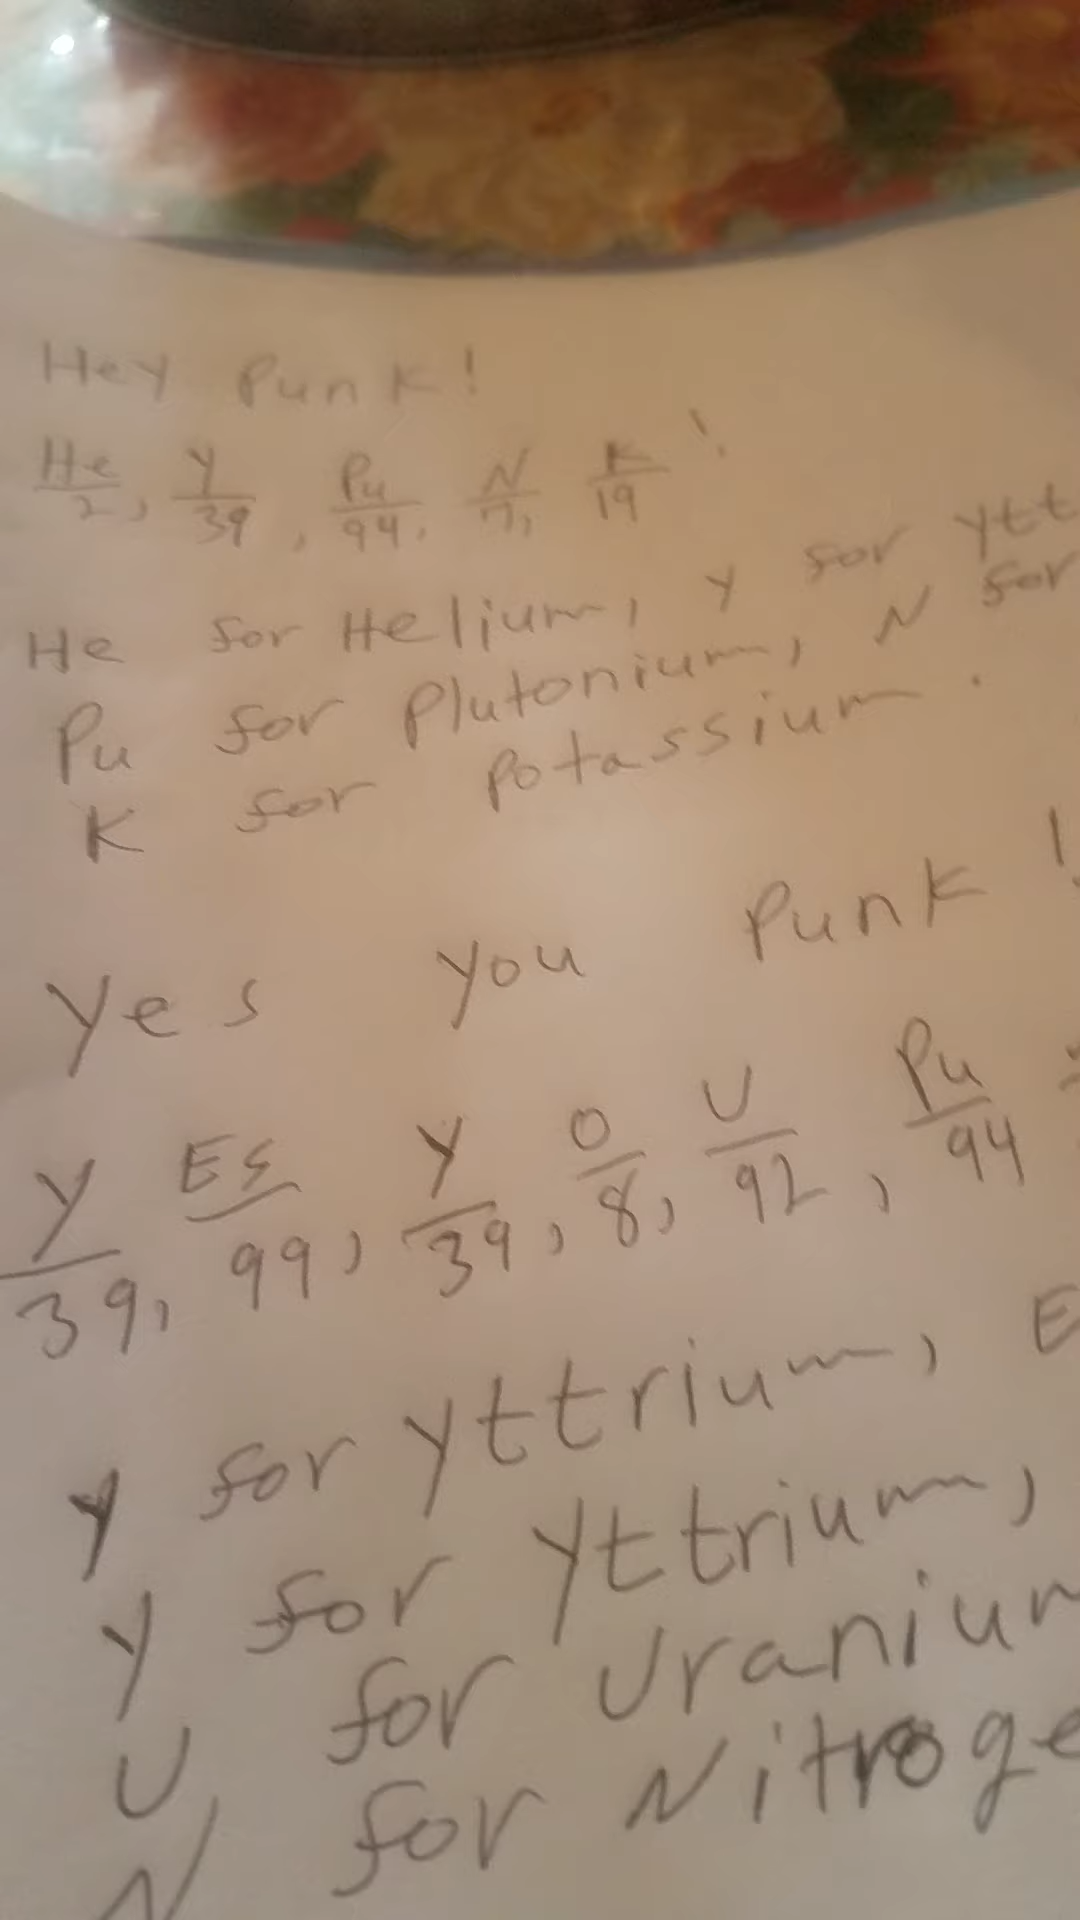 Hey Punk!
He/2, Y/39, Pu/94, N/7, K/19!
He for Helium, Y for ytt
Pu for Plutonium, N for
K for Potassium.
Yes you Punk!
Y/39, Es/99, Y/39, O/8, U/92, Pu/94
Y for Yttrium, E
Y for Yttrium,
U for Uranium
N for Nitroge